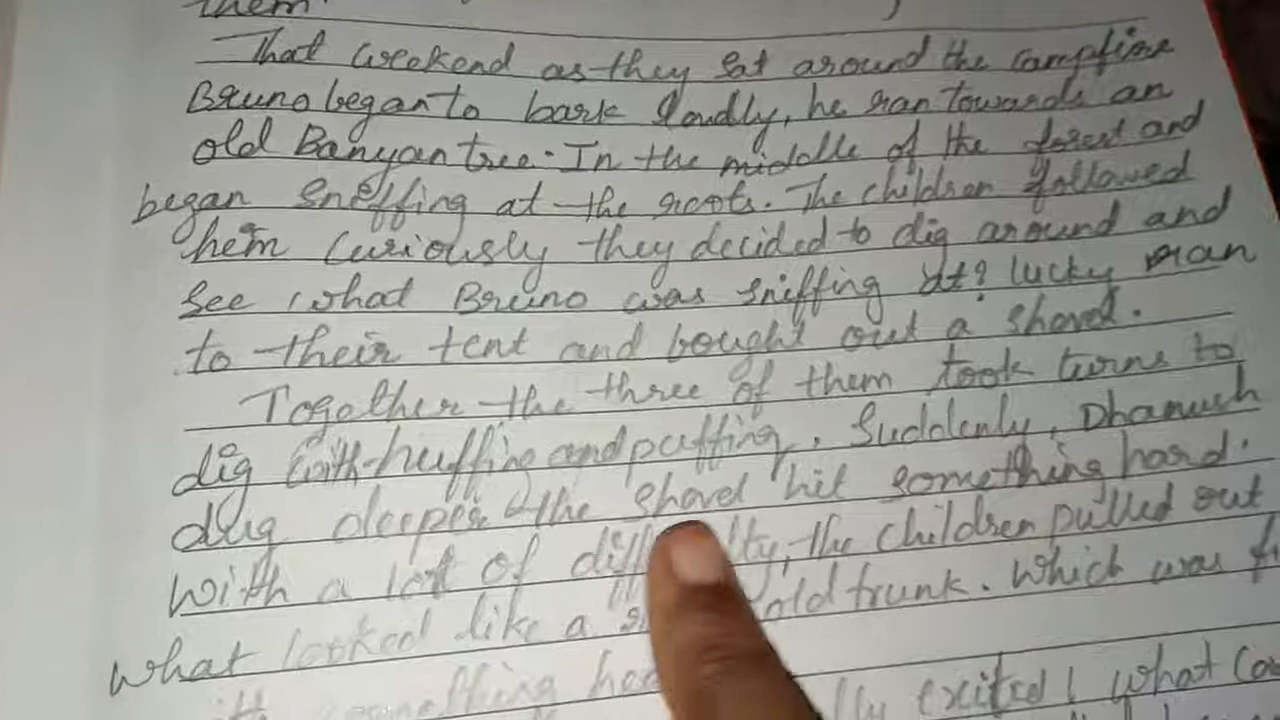 them.
That weekend as they sat around the campfire
Bruno began to bark loudly, he ran towards an
old Banyan tree. In the middle of the forest and
began sneffing at the roots. The children followed
hem curiously they decided to dig around and
see what Bruno was sniffing at? lucky ran
to their tent and bought out a shovel.
Together the three of them took turns to
dig with huffing and puffing. Suddenly, Dhanush
dug deeper the shovel hit something hard.
With a lot of the children pulled out
what looked like a old trunk. Which was
something excited! what